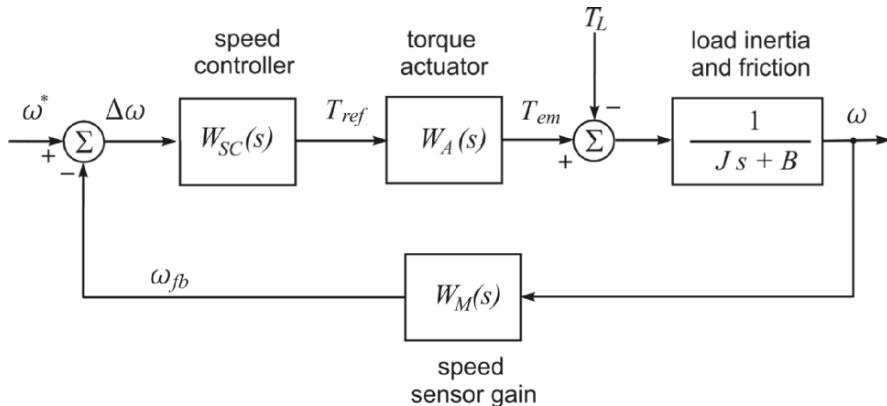 speed
controller
torque
actuator
T_L
load inertia
and friction
ω*
Δω
T_ref
T_em
ω
Σ
W_SC(s)
W_A(s)
Σ
1
J s + B
+
−
+
−
ω_fb
W_M(s)
speed
sensor gain